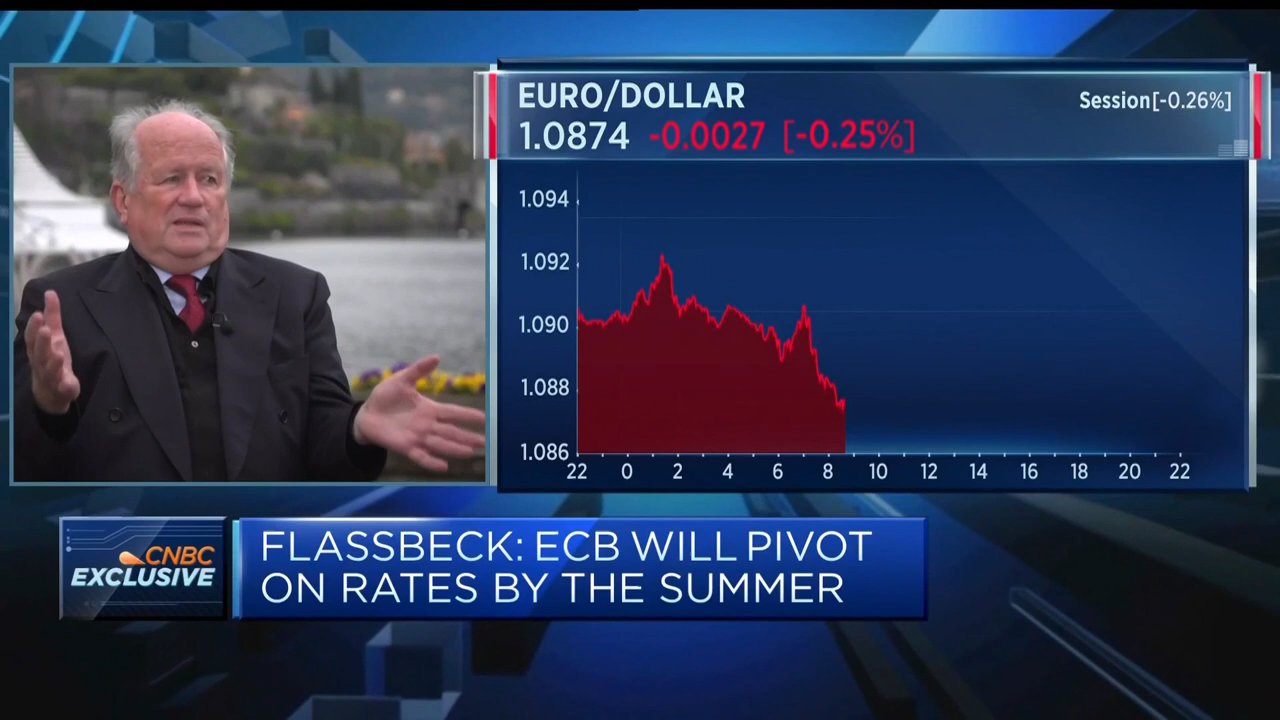 EURO/DOLLAR
Session[-0.26%]
1.0874 -0.0027 [-0.25%]
1.094
1.092
1.090
1.088
1.086
22 0 2 4 6 8 10 12 14 16 18 20 22
CNBC
EXCLUSIVE
FLASSBECK: ECB WILL PIVOT
ON RATES BY THE SUMMER